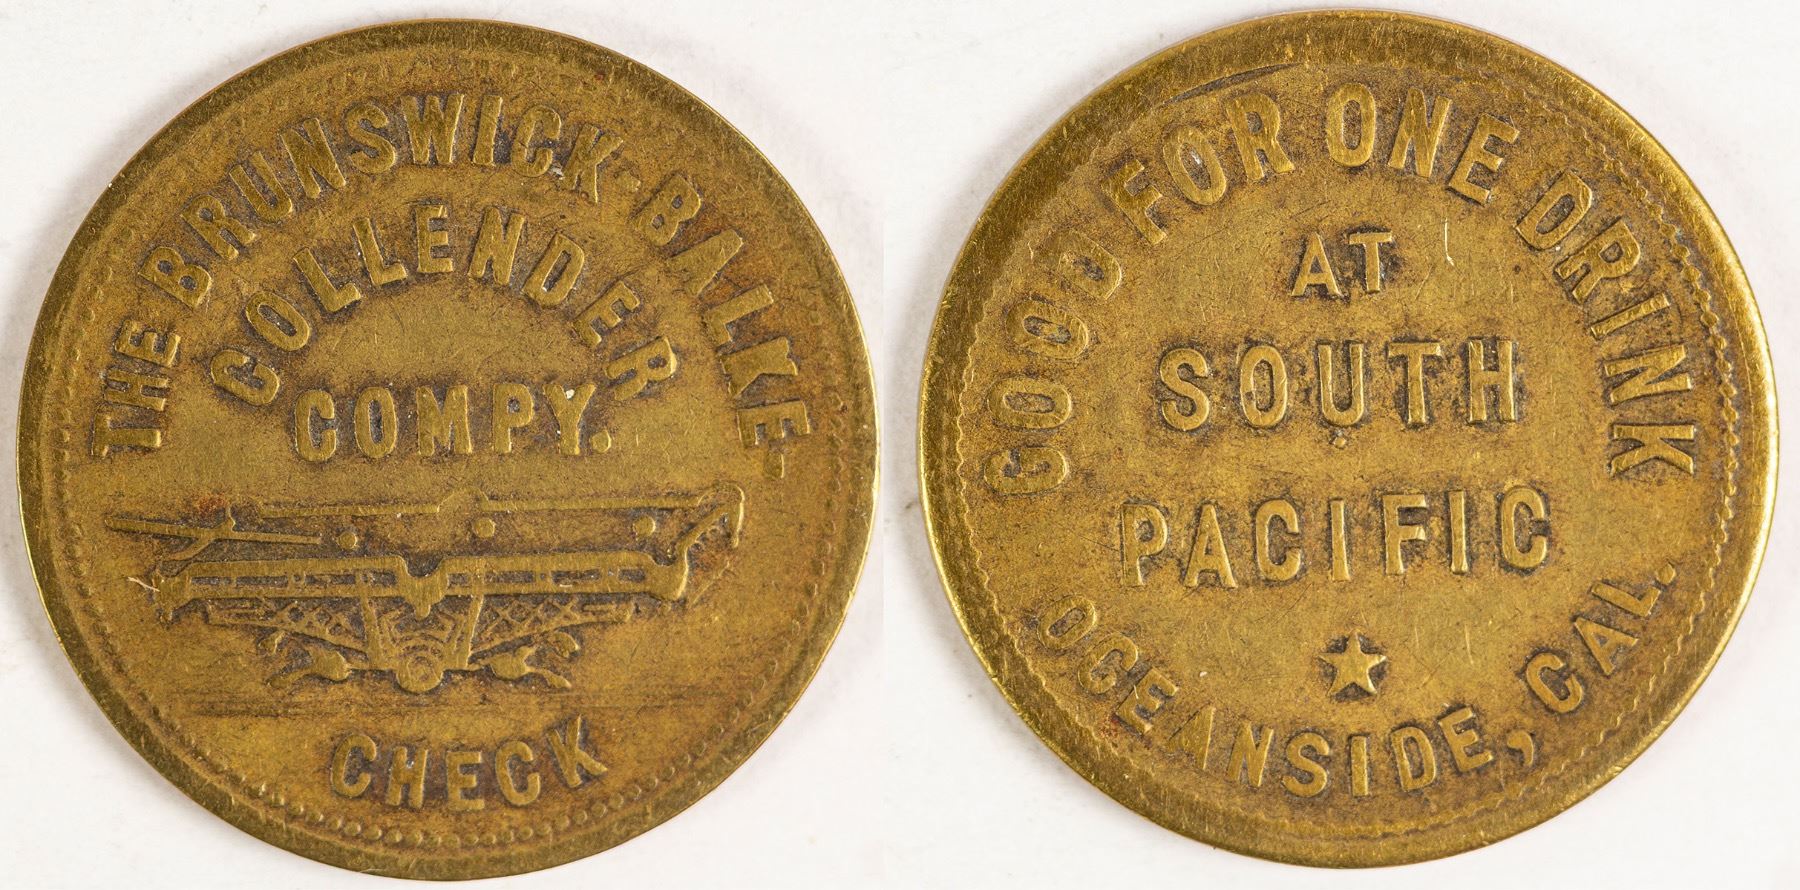 THE BRUNSWICK-BALKE-
COLLENDER
COMPY.
CHECK
GOOD FOR ONE DRINK
AT
SOUTH
PACIFIC
OCEANSIDE, CAL.